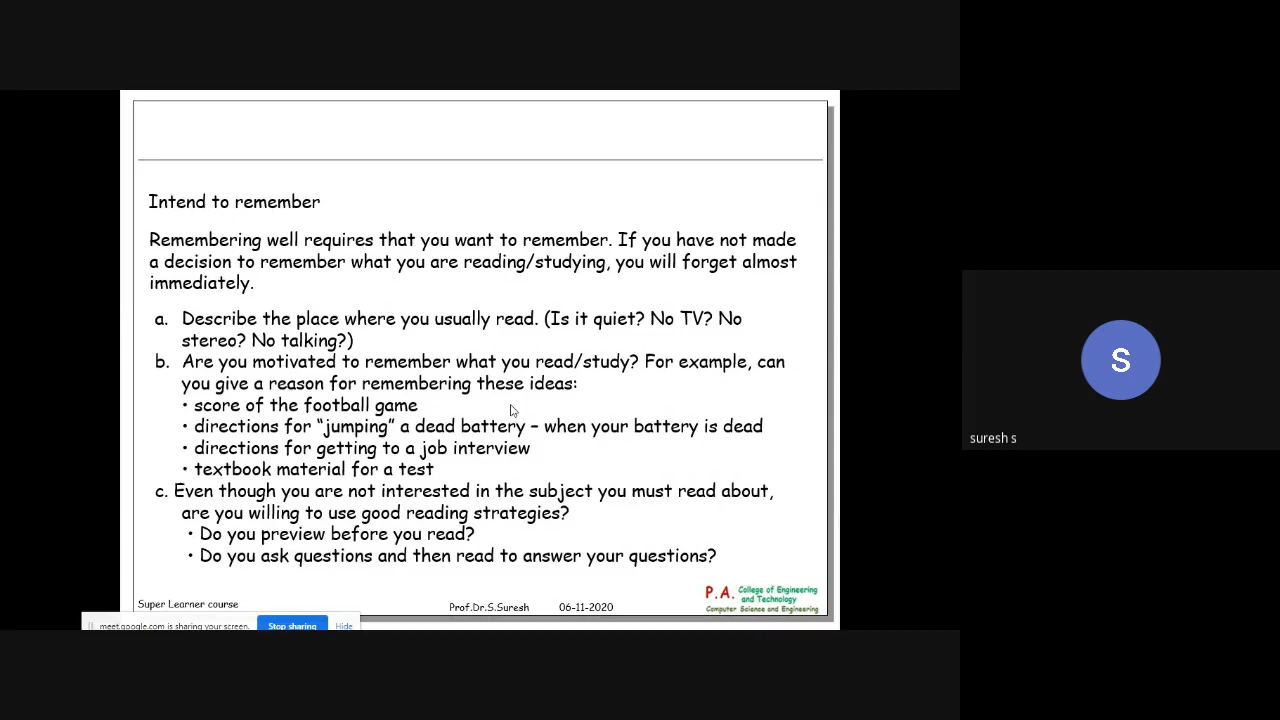 Intend to remember
Remembering well requires that you want to remember. If you have not made
a decision to remember what you are reading/studying, you will forget almost
immediately.
a. Describe the place where you usually read. (Is it quiet? No TV? No
stereo? No talking?)
b. Are you motivated to remember what you read/study? For example, can
you give a reason for remembering these ideas:
• score of the football game
• directions for “jumping” a dead battery – when your battery is dead
• directions for getting to a job interview
• textbook material for a test
c. Even though you are not interested in the subject you must read about,
are you willing to use good reading strategies?
• Do you preview before you read?
• Do you ask questions and then read to answer your questions?
Super Learner course
Prof.Dr.S.Suresh 06-11-2020
P.A. College of Engineering
and Technology
Computer Science and Engineering
meet.google.com is sharing your screen. Stop sharing Hide
S
suresh s